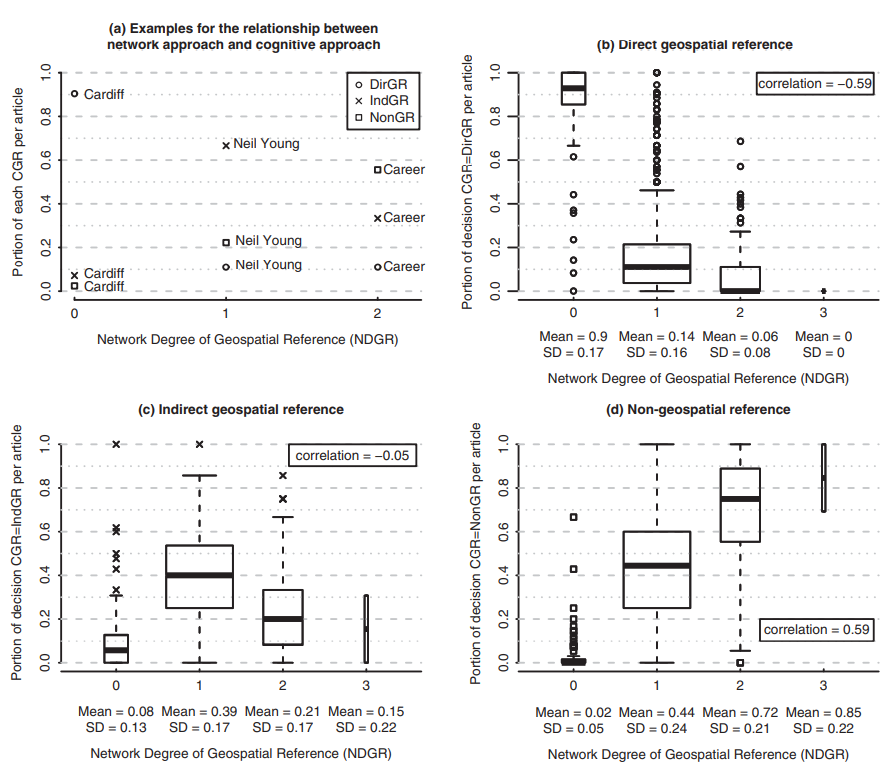 (a) Examples for the relationship between
network approach and cognitive approach
Portion of each CGR per article
1.0
0.8
0.6
0.4
0.2
0.0
DirGR
IndGR
NonGR
Cardiff
Neil Young
Career
Career
Neil Young
Neil Young
Career
Cardiff
Cardiff
0 1 2
Network Degree of Geospatial Reference (NDGR)
(b) Direct geospatial reference
Portion of decision CGR=DirGR per article
1.0
0.8
0.6
0.4
0.2
0.0
correlation = −0.59
0 1 2 3
Mean = 0.9 Mean = 0.14 Mean = 0.06 Mean = 0
SD = 0.17 SD = 0.16 SD = 0.08 SD = 0
Network Degree of Geospatial Reference (NDGR)
(c) Indirect geospatial reference
Portion of decision CGR=IndGR per article
1.0
0.8
0.6
0.4
0.2
0.0
correlation = −0.05
0 1 2 3
Mean = 0.08 Mean = 0.39 Mean = 0.21 Mean = 0.15
SD = 0.13 SD = 0.17 SD = 0.17 SD = 0.22
Network Degree of Geospatial Reference (NDGR)
(d) Non-geospatial reference
Portion of decision CGR=NonGR per article
1.0
0.8
0.6
0.4
0.2
0.0
correlation = 0.59
0 1 2 3
Mean = 0.02 Mean = 0.44 Mean = 0.72 Mean = 0.85
SD = 0.05 SD = 0.24 SD = 0.21 SD = 0.22
Network Degree of Geospatial Reference (NDGR)